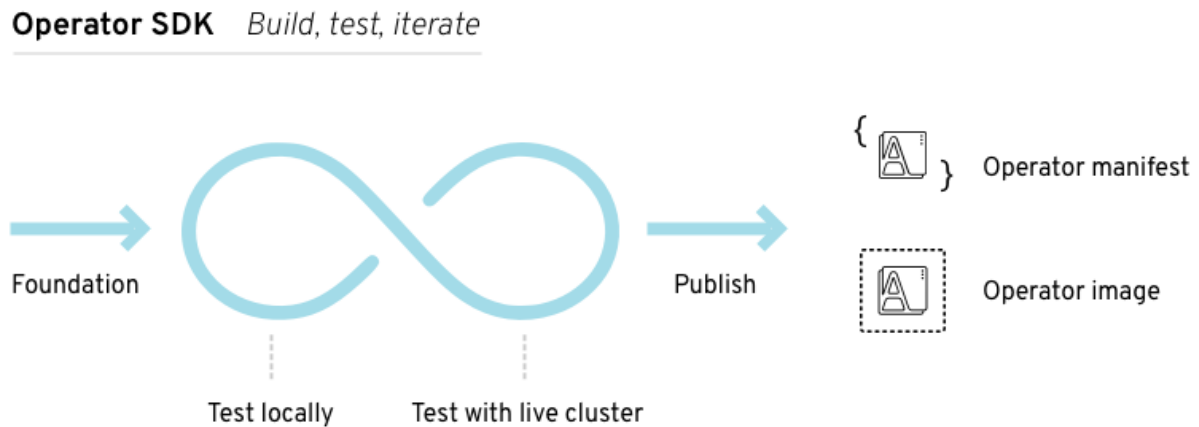 Operator SDK Build, test, iterate
{
}
Operator manifest
Foundation
Publish
Operator image
Test locally
Test with live cluster